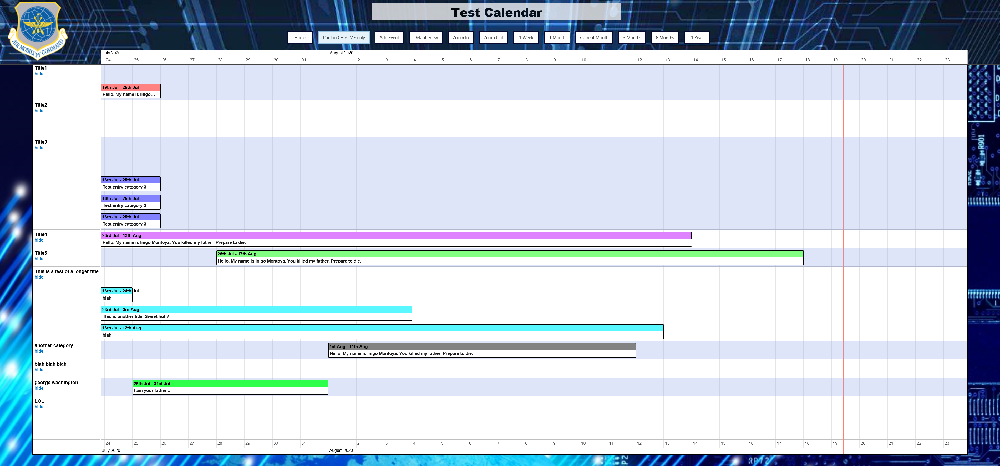 Test Calendar
AIR MOBILITY COMMAND
Home Print in CHROME only Add Event Default View Zoom In Zoom Out 1 Week 1 Month Current Month 3 Months 6 Months 1 Year
July 2020 August 2020
24 25 26 27 28 29 30 31 1 2 3 4 5 6 7 8 9 10 11 12 13 14 15 16 17 18 19 20 21 22 23
Title1
hide
19th Jul - 25th Jul
Hello. My name is Inigo...
Title2
hide
Title3
hide
16th Jul - 25th Jul
Test entry category 3
16th Jul - 25th Jul
Test entry category 3
16th Jul - 25th Jul
Test entry category 3
Title4
hide
23rd Jul - 13th Aug
Hello. My name is Inigo Montoya. You killed my father. Prepare to die.
Title5
hide
28th Jul - 17th Aug
Hello. My name is Inigo Montoya. You killed my father. Prepare to die.
This is a test of a longer title
hide
16th Jul - 24th Jul
blah
23rd Jul - 3rd Aug
This is another title. Sweet huh?
16th Jul - 12th Aug
blah
another category
hide
1st Aug - 11th Aug
Hello. My name is Inigo Montoya. You killed my father. Prepare to die.
blah blah blah
hide
george washington
hide
25th Jul - 31st Jul
I am your father...
LOL
hide
24 25 26 27 28 29 30 31 1 2 3 4 5 6 7 8 9 10 11 12 13 14 15 16 17 18 19 20 21 22 23
July 2020 August 2020
R901
RP72